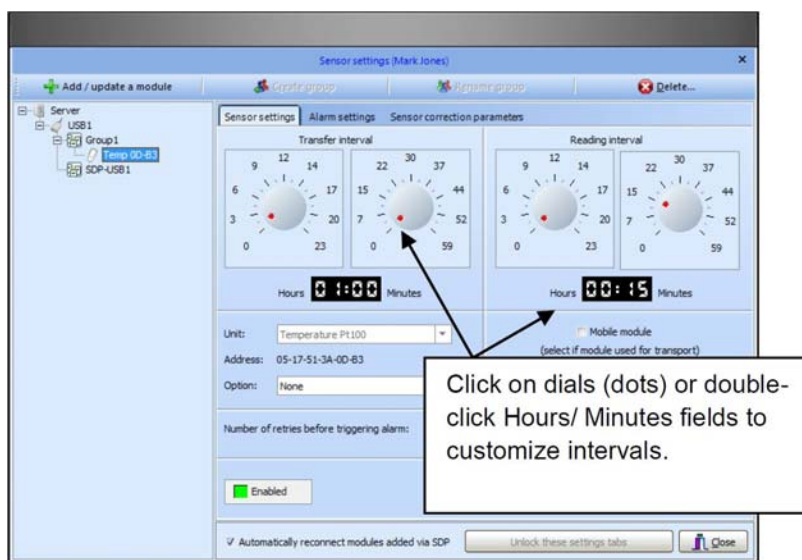 Sensor settings (Mark Jones)
Add / update a module Create group Rename group Delete...
Server
USB1
Group1
Temp 0D-B3
SDP-USB1
Sensor settings Alarm settings Sensor correction parameters
Transfer interval
0 3 6 9 12 14 17 20 23
0 7 15 22 30 37 44 52 59
Hours 01:00 Minutes
Reading interval
0 3 6 9 12 14 17 20 23
0 7 15 22 30 37 44 52 59
Hours 00:15 Minutes
Unit: Temperature Pt100
Address: 05-17-51-3A-0D-B3
Option: None
Mobile module
(select if module used for transport)
Number of retries before triggering alarm:
Enabled
Click on dials (dots) or double-
click Hours/ Minutes fields to
customize intervals.
Automatically reconnect modules added via SDP Unlock these settings tabs Close